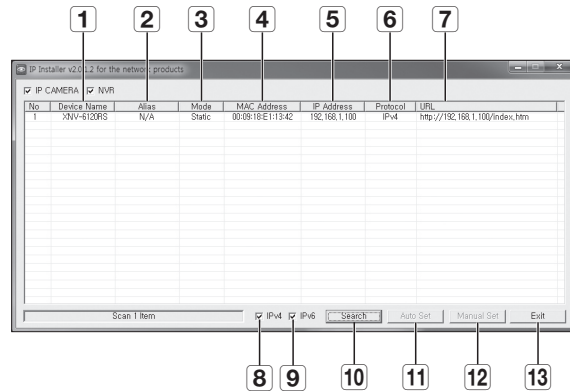 1 2 3 4 5 6 7
IP Installer v2.0.1.2 for the network products
IP CAMERA NVR
No Device Name Alias Mode MAC Address IP Address Protocol URL
1 XNV-6120RS N/A Static 00:09:18:E1:13:42 192,168,1,100 IPv4 http://192,168,1,100/index,htm
Scan 1 Item IPv4 IPv6 Search Auto Set Manual Set Exit
8 9 10 11 12 13